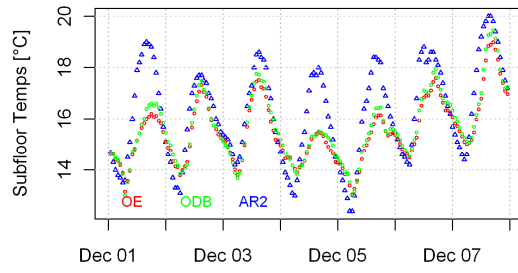 Subfloor Temps [°C]
20
18
16
14
OE ODB AR2
Dec 01 Dec 03 Dec 05 Dec 07